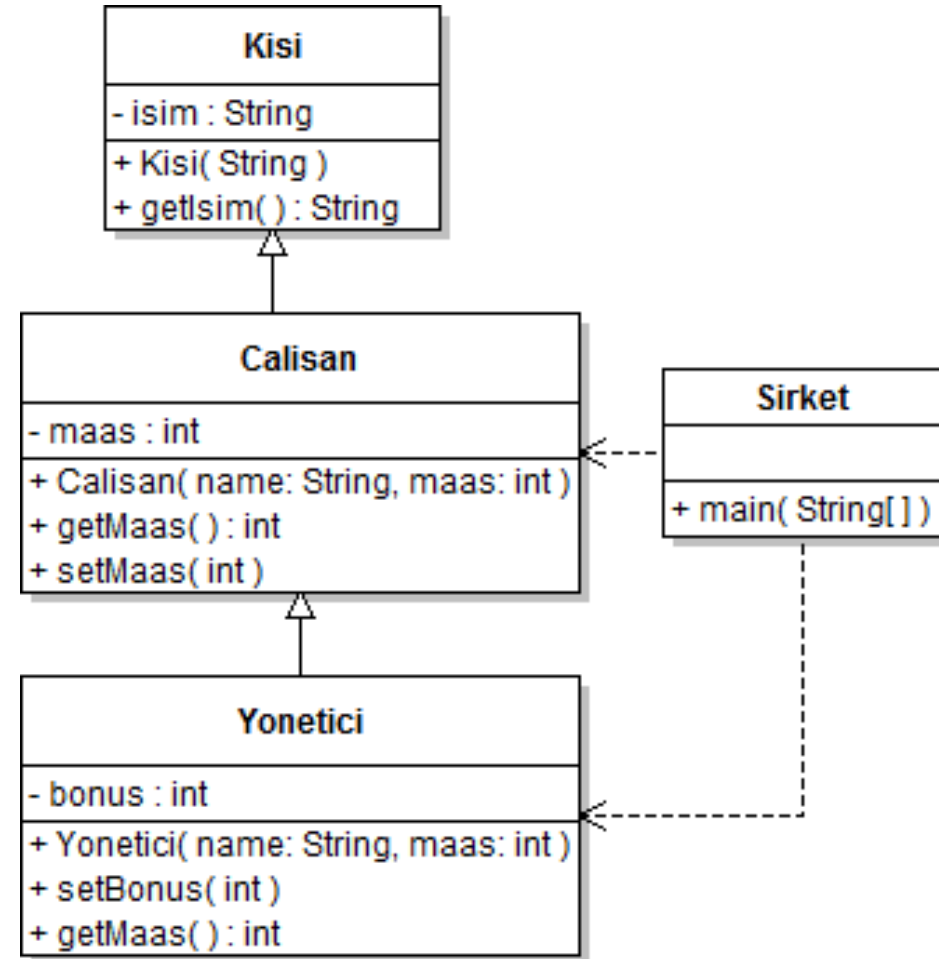 Kisi
- isim : String
+ Kisi( String )
+ getIsim( ) : String
Calisan
- maas : int
+ Calisan( name: String, maas: int )
+ getMaas( ) : int
+ setMaas( int )
Sirket
+ main( String[ ] )
Yonetici
- bonus : int
+ Yonetici( name: String, maas: int )
+ setBonus( int )
+ getMaas( ) : int